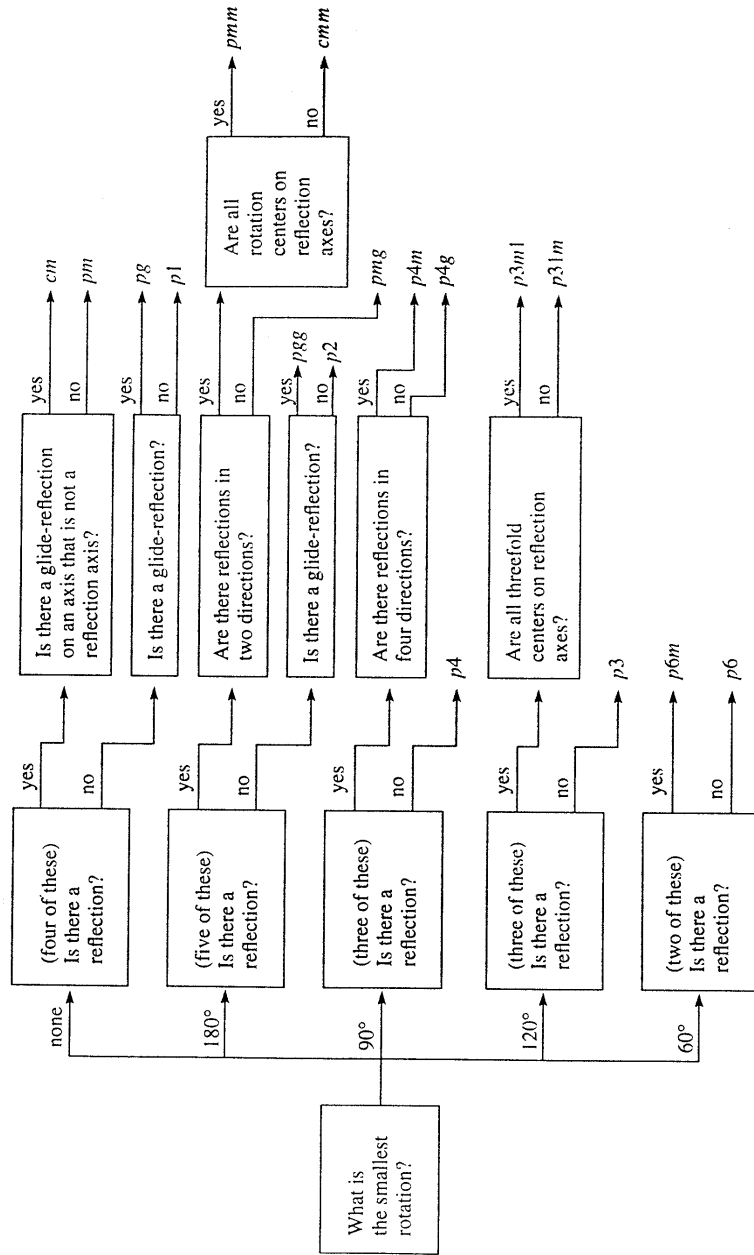 What is
the smallest
rotation?
none
180°
90°
120°
60°
(four of these)
Is there a
reflection?
yes
no
(five of these)
Is there a
reflection?
yes
no
(three of these)
Is there a
reflection?
yes
no
p4
(three of these)
Is there a
reflection?
yes
no
p3
(two of these)
Is there a
reflection?
yes
no
p6m
p6
Is there a glide-reflection
on an axis that is not a
reflection axis?
yes
no
cm
pm
Is there a glide-reflection?
yes
no
pg
p1
Are there reflections in
two directions?
yes
no
pmg
Is there a glide-reflection?
yes
no
pgg
p2
Are there reflections in
four directions?
yes
no
p4m
p4g
Are all threefold
centers on reflection
axes?
yes
no
p3m1
p31m
Are all
rotation
centers on
reflection
axes?
yes
no
pmm
cmm